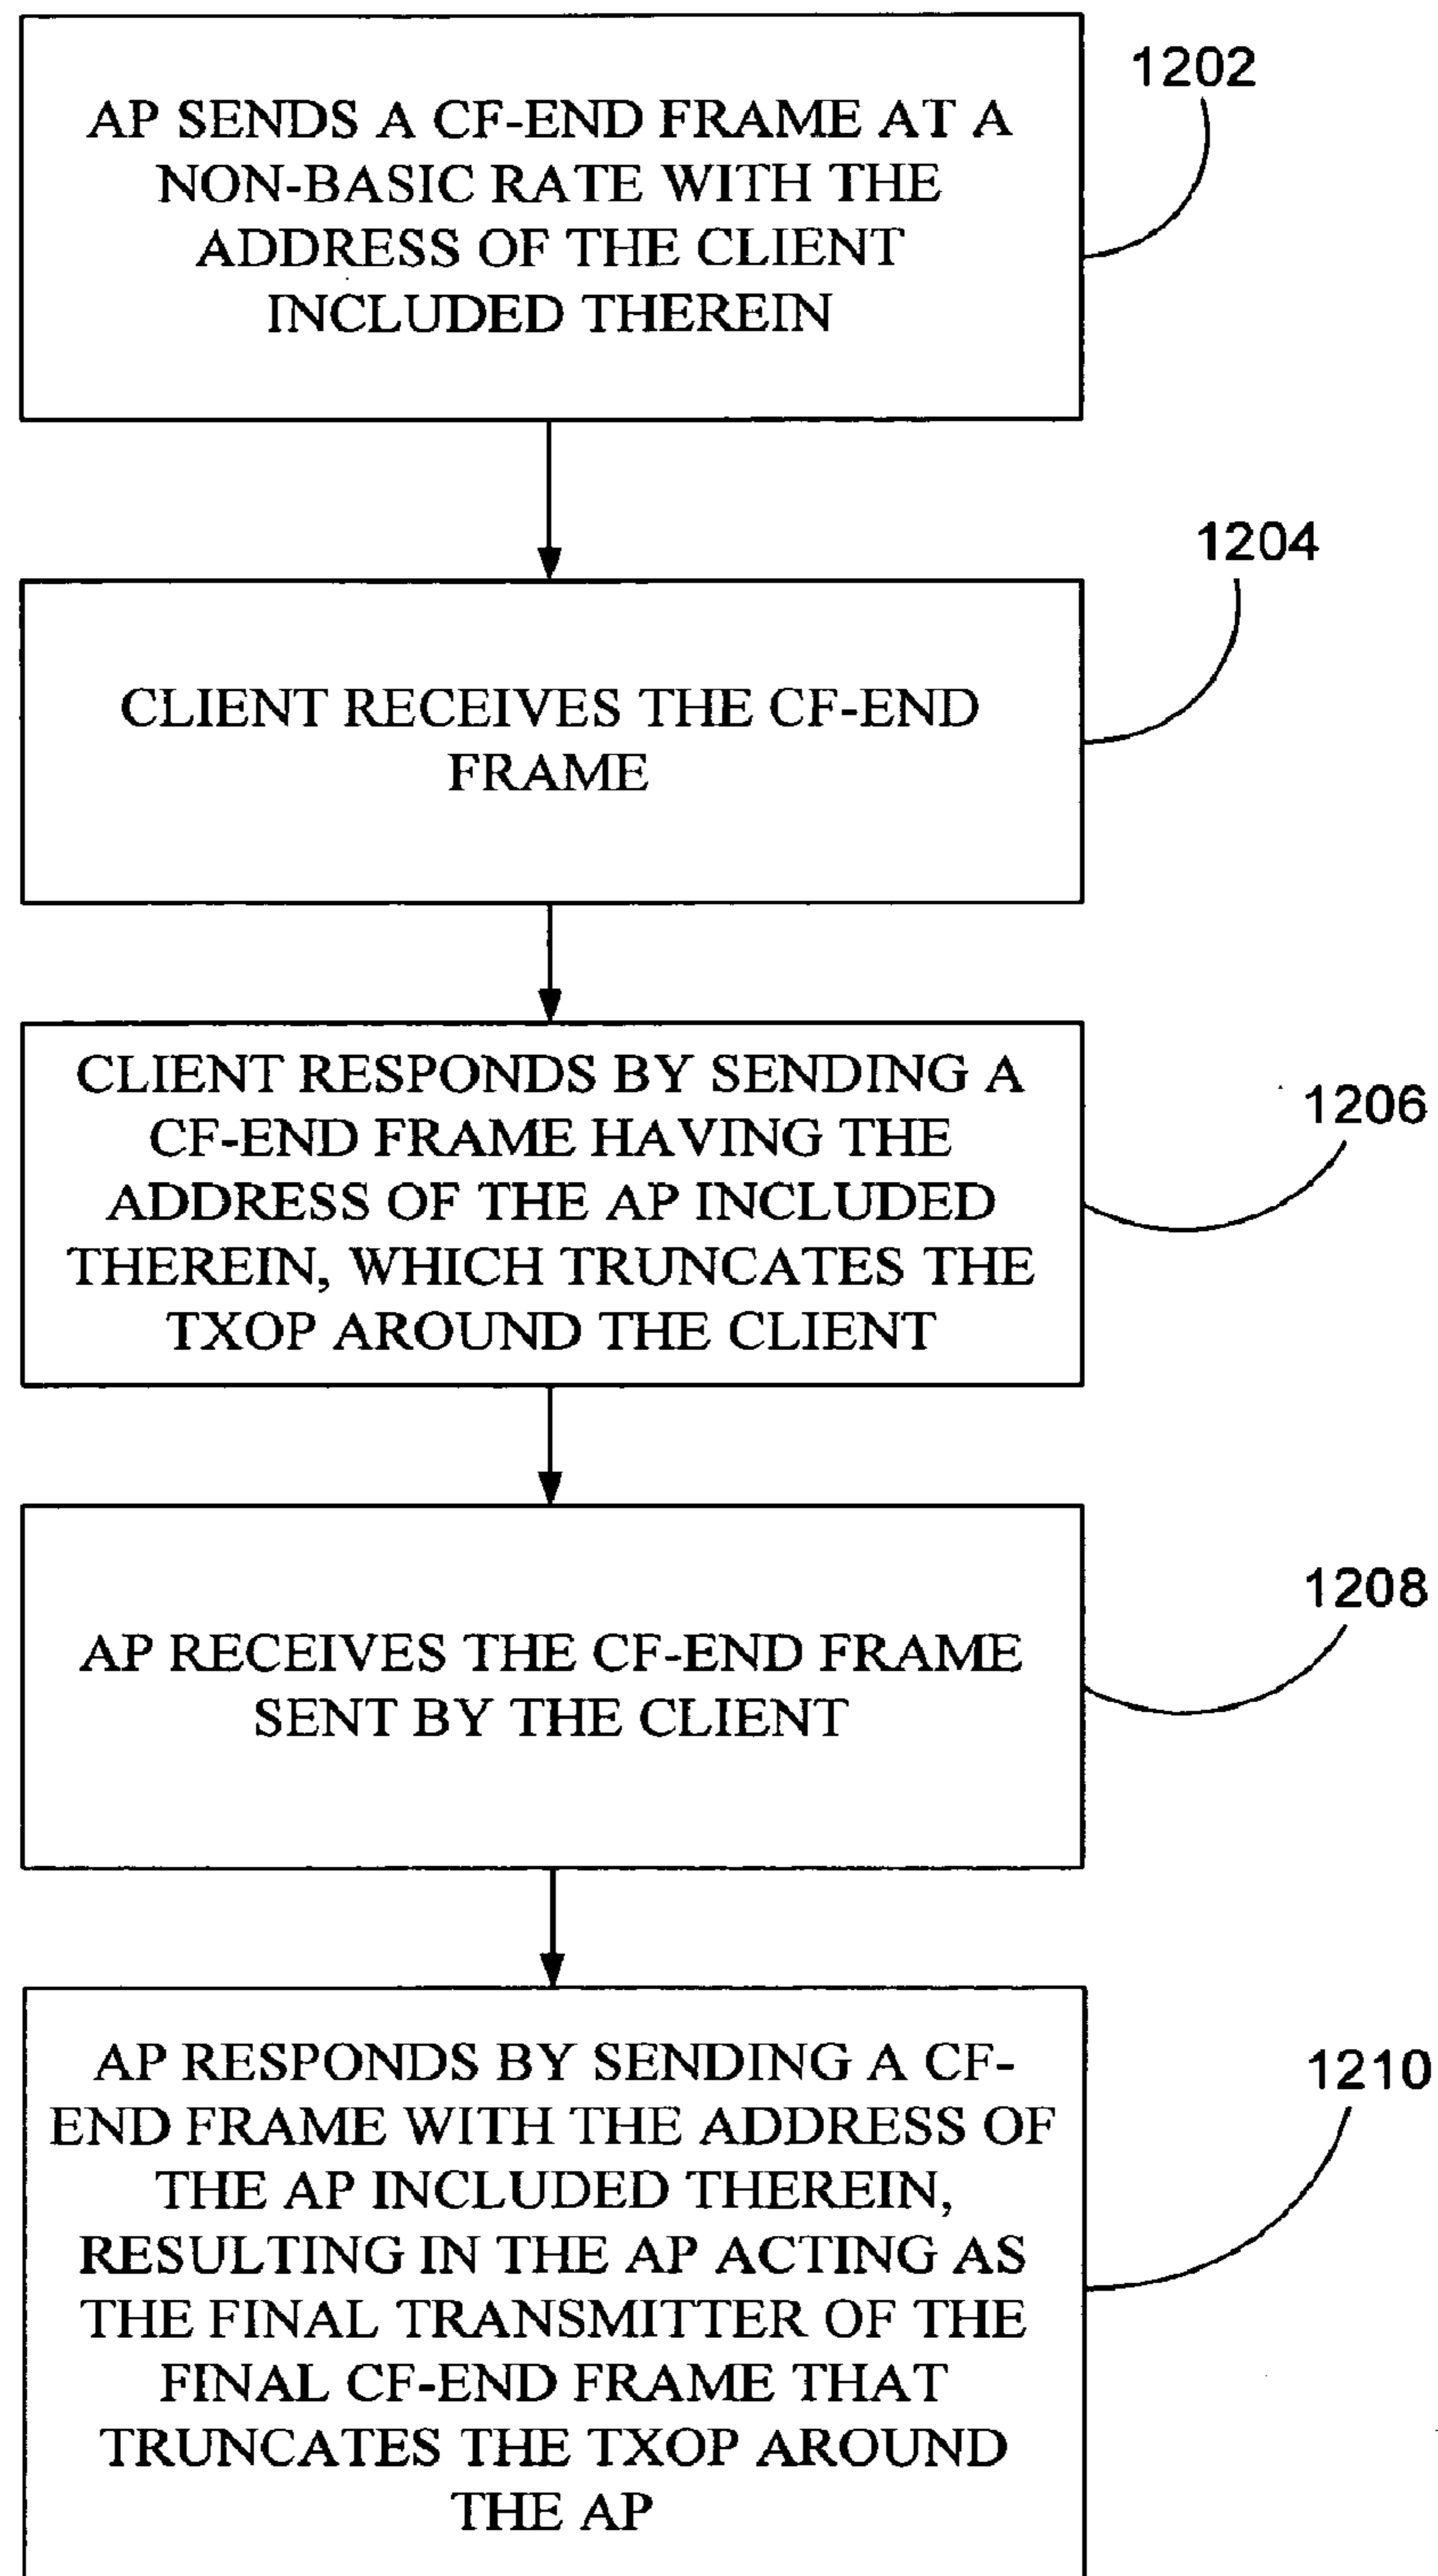 AP SENDS A CF-END FRAME AT A
NON-BASIC RATE WITH THE
ADDRESS OF THE CLIENT
INCLUDED THEREIN
1202
CLIENT RECEIVES THE CF-END
FRAME
1204
CLIENT RESPONDS BY SENDING A
CF-END FRAME HAVING THE
ADDRESS OF THE AP INCLUDED
THEREIN, WHICH TRUNCATES THE
TXOP AROUND THE CLIENT
1206
AP RECEIVES THE CF-END FRAME
SENT BY THE CLIENT
1208
AP RESPONDS BY SENDING A CF-
END FRAME WITH THE ADDRESS OF
THE AP INCLUDED THEREIN,
RESULTING IN THE AP ACTING AS
THE FINAL TRANSMITTER OF THE
FINAL CF-END FRAME THAT
TRUNCATES THE TXOP AROUND
THE AP
1210